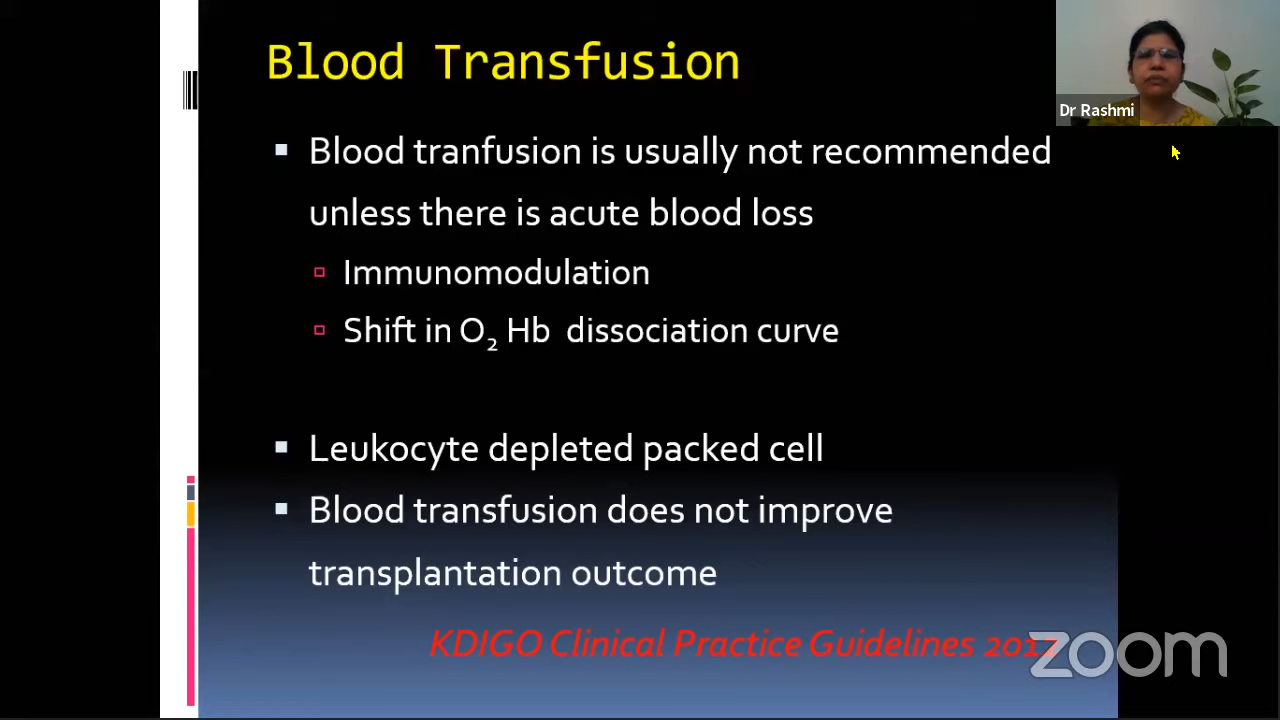 Blood Transfusion
Dr Rashmi
Blood tranfusion is usually not recommended
unless there is acute blood loss
Immunomodulation
Shift in O₂ Hb dissociation curve
Leukocyte depleted packed cell
Blood transfusion does not improve
transplantation outcome
KDIGO Clinical Practice Guidelines
zoom